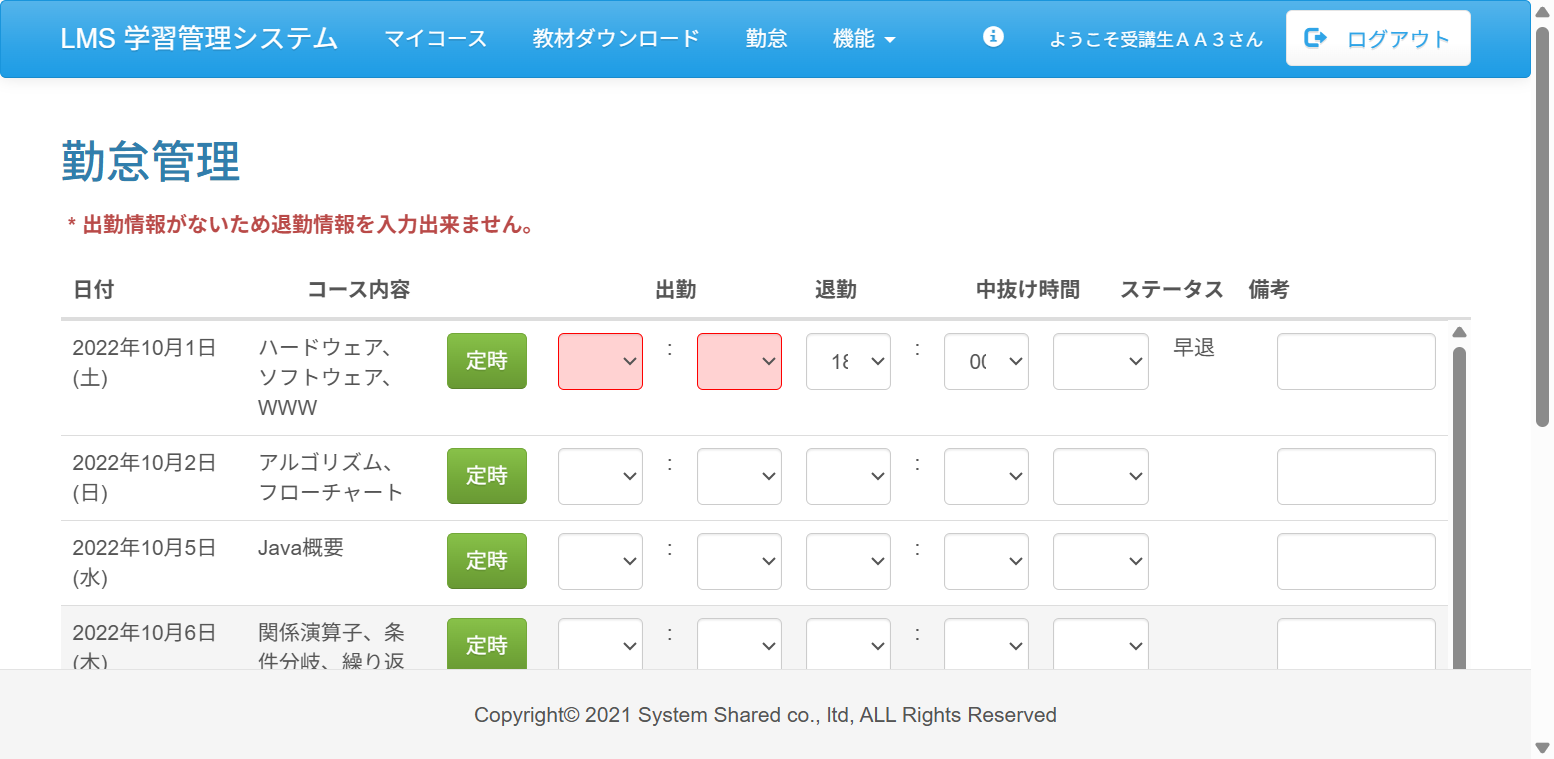 LMS 学習管理システム マイコース 教材ダウンロード 勤怠 機能 ようこそ受講生ＡＡ３さん ログアウト
勤怠管理
* 出勤情報がないため退勤情報を入力出来ません。
日付 コース内容 出勤 退勤 中抜け時間 ステータス 備考
2022年10月1日 ハードウェア、 定時 : 18 : 00 早退
(土) ソフトウェア、
WWW
2022年10月2日 アルゴリズム、 定時 : :
(日) フローチャート
2022年10月5日 Java概要 定時 : :
(水)
2022年10月6日 関係演算子、条 定時 : :
(木) 件分岐、繰り返
Copyright© 2021 System Shared co., ltd, ALL Rights Reserved